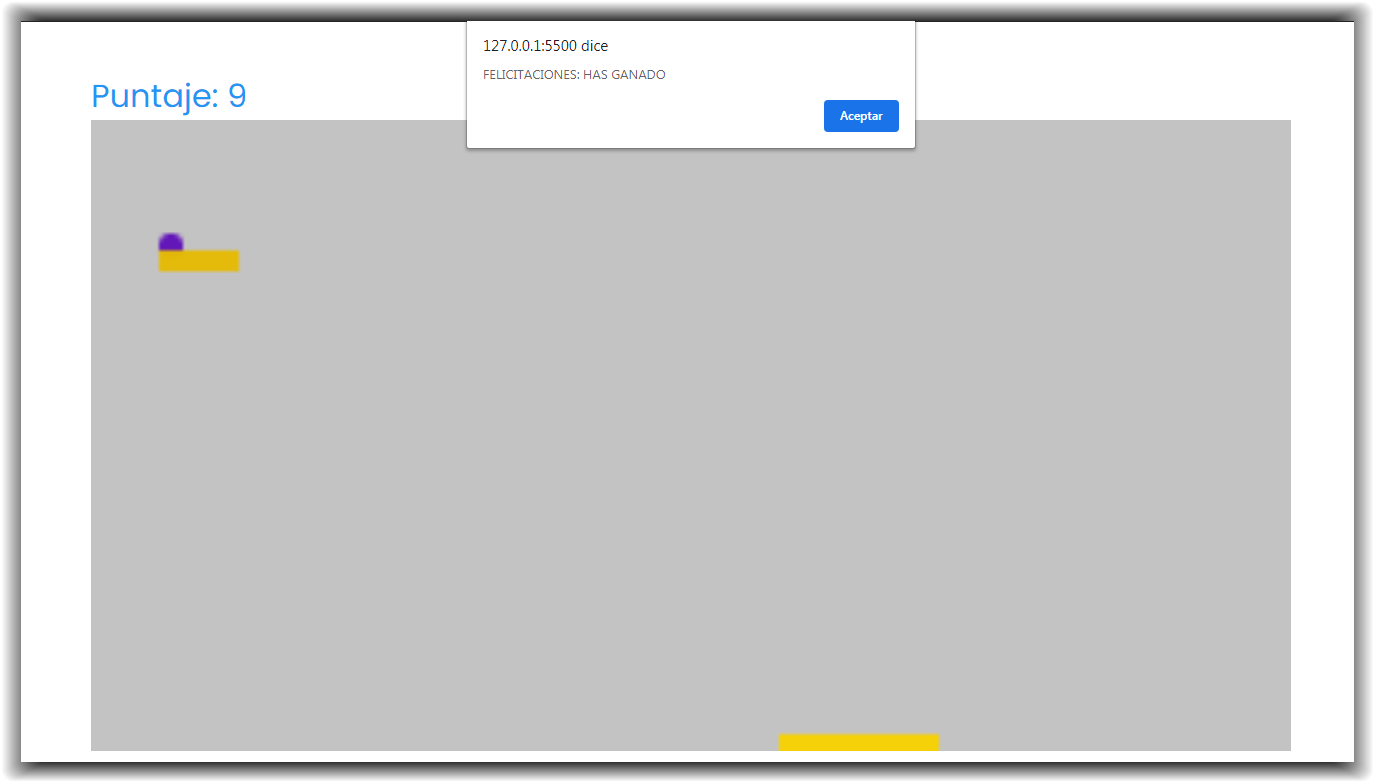 127.0.0.1:5500 dice
FELICITACIONES: HAS GANADO
Aceptar
Puntaje: 9